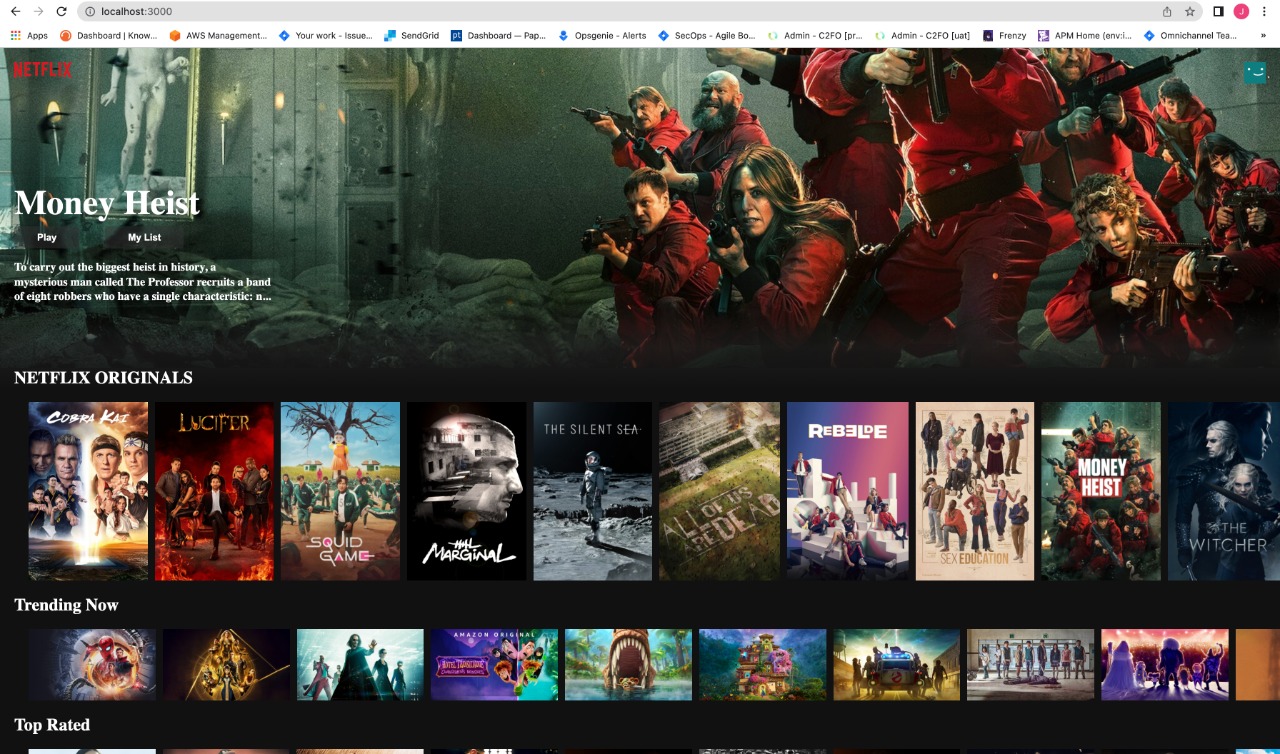 localhost:3000
Apps
Dashboard | Know...
AWS Management...
Your work - Issue...
SendGrid
pt
Dashboard — Pap...
Opsgenie - Alerts
SecOps - Agile Bo...
Admin - C2FO [pr...
Admin - C2FO [uat]
Frenzy
APM Home (env:i...
Omnichannel Tea...
»
J
NETFLIX
Money Heist
Play
My List
To carry out the biggest heist in history, a
mysterious man called The Professor recruits a band
of eight robbers who have a single characteristic: n...
NETFLIX ORIGINALS
COBRA KAI
LUCIFER
SQUID
GAME
MARGINAL
THE SILENT SEA
ALL OF US
ARE DEAD
REBELDE
SEX EDUCATION
MONEY
HEIST
THE
WITCHER
Trending Now
AMAZON ORIGINAL
HOTEL TRANSYLVANIA
Top Rated